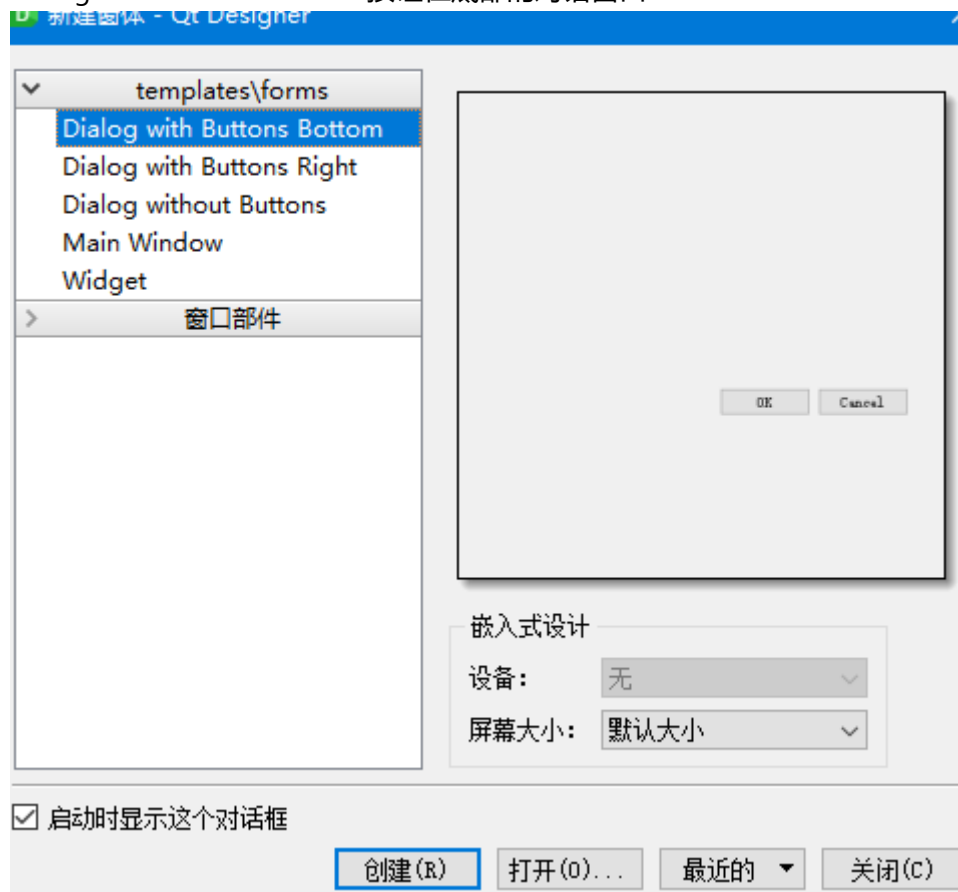 新建窗体 - Qt Designer
templates\forms
Dialog with Buttons Bottom
Dialog with Buttons Right
Dialog without Buttons
Main Window
Widget
窗口部件
OK Cancel
嵌入式设计
设备: 无
屏幕大小: 默认大小
启动时显示这个对话框
创建(R) 打开(O)... 最近的 关闭(C)